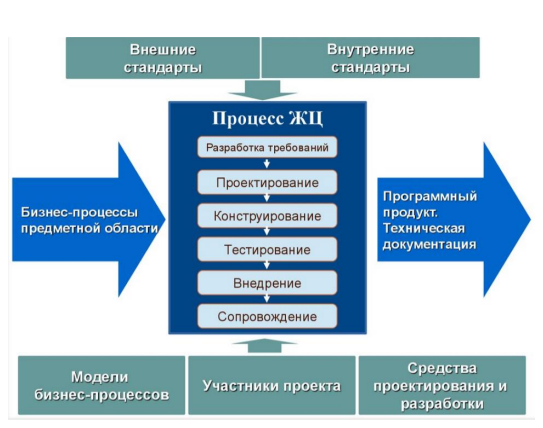 Внешние
стандарты
Внутренние
стандарты
Процесс ЖЦ
Разработка требований
Проектирование
Конструирование
Тестирование
Внедрение
Сопровождение
Бизнес-процессы
предметной области
Программный
продукт.
Техническая
документация
Модели
бизнес-процессов
Участники проекта
Средства
проектирования и
разработки